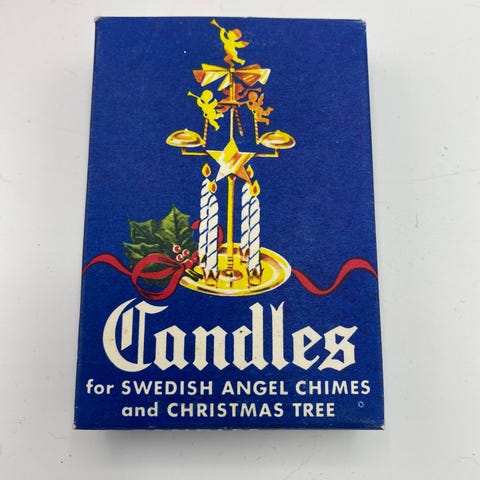 Candles
for SWEDISH ANGEL CHIMES
and CHRISTMAS TREE